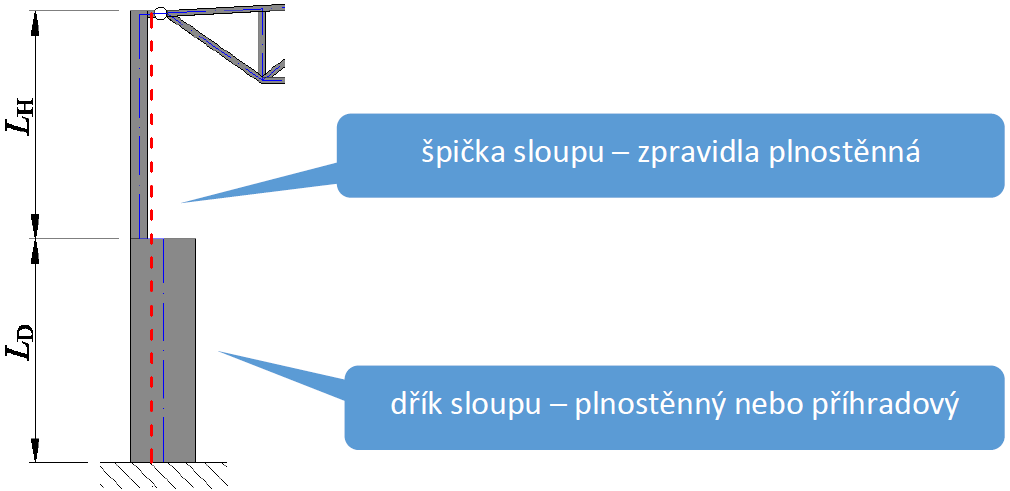 L_H
špička sloupu – zpravidla plnostěnná
L_D
dřík sloupu – plnostěnný nebo příhradový